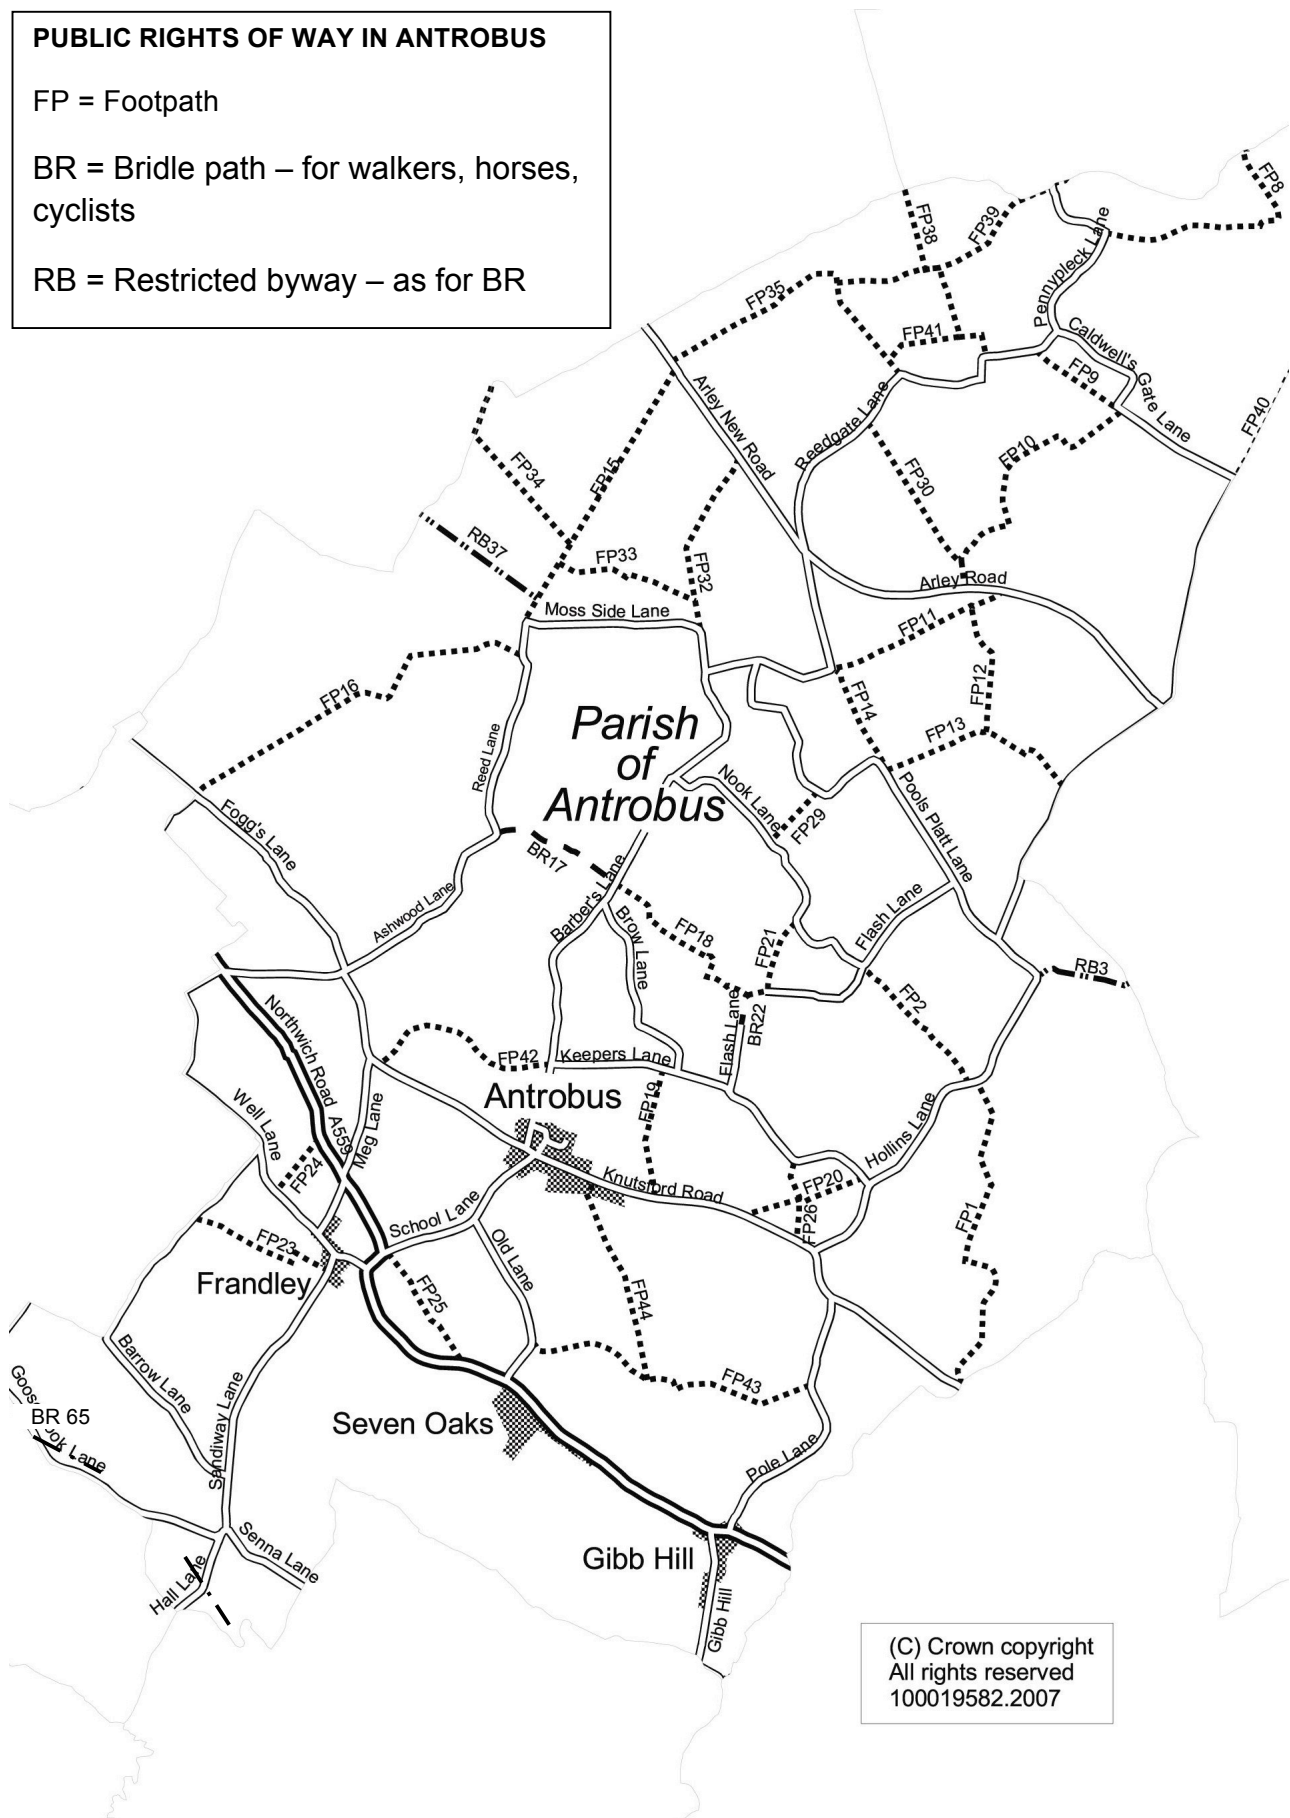 PUBLIC RIGHTS OF WAY IN ANTROBUS
FP = Footpath
BR = Bridle path – for walkers, horses,
cyclists
RB = Restricted byway – as for BR
FP8
FP38
FP39
Pennypleck Lane
FP35
FP41
Caldwell's Gate Lane
FP9
FP40
Arley New Road
Reedgate Lane
FP10
FP30
FP34
FP15
RB37
FP33
FP32
Arley Road
Moss Side Lane
FP11
FP12
FP16
FP14
FP13
Parish
of
Antrobus
Reed Lane
Nook Lane
FP29
Pools Platt Lane
Fogg's Lane
BR17
Ashwood Lane
Barber's Lane
Brow Lane
FP18
FP21
Flash Lane
RB3
FP2
Northwich Road A559
Flash Lane
BR22
FP42
Keepers Lane
Antrobus
FP19
Hollins Lane
Well Lane
Meg Lane
FP24
Knutsford Road
FP20
FP26
FP1
School Lane
Old Lane
FP23
Frandley
FP25
FP44
FP43
Barrow Lane
Sandiway Lane
Goos
BR 65
ok Lane
Seven Oaks
Pole Lane
Senna Lane
Hall Lane
Gibb Hill
Gibb Hill
(C) Crown copyright
All rights reserved
100019582.2007